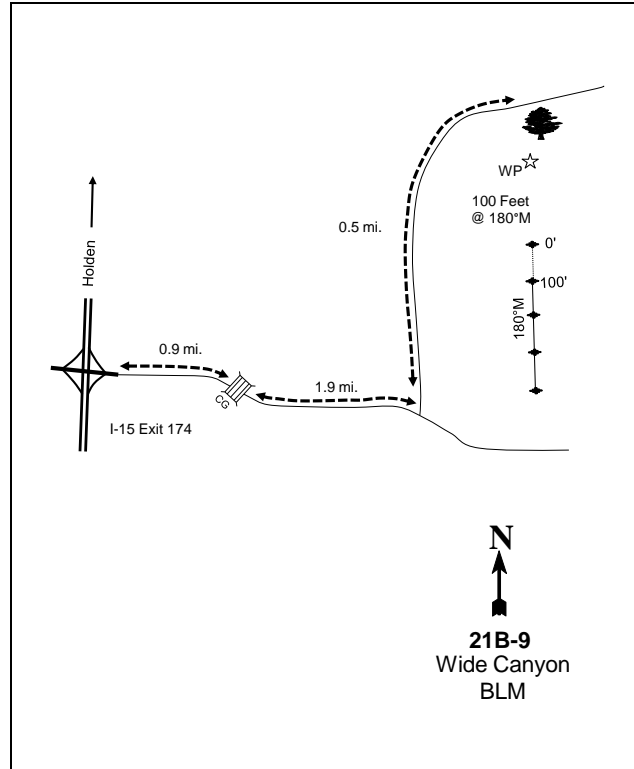 WP
100 Feet
@ 180°M
0.5 mi.
0'
Holden
100'
180°M
0.9 mi.
1.9 mi.
CG
I-15 Exit 174
N
21B-9
Wide Canyon
BLM